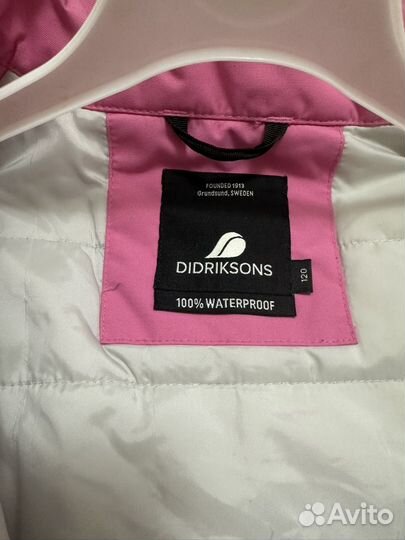 FOUNDED 1913
Grundsund, SWEDEN
DIDRIKSONS
120
100% WATERPROOF
Avito